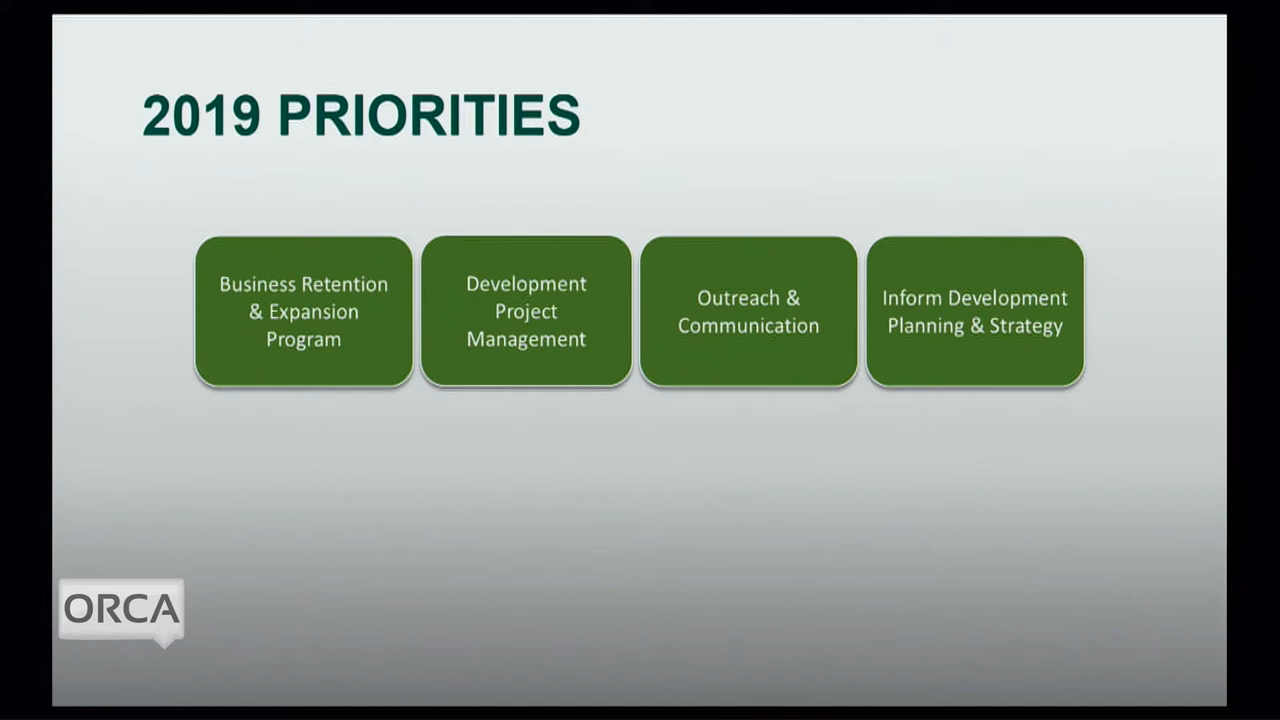 2019 PRIORITIES
Business Retention
& Expansion
Program
Development
Project
Management
Outreach &
Communication
Inform Development
Planning & Strategy
ORCA